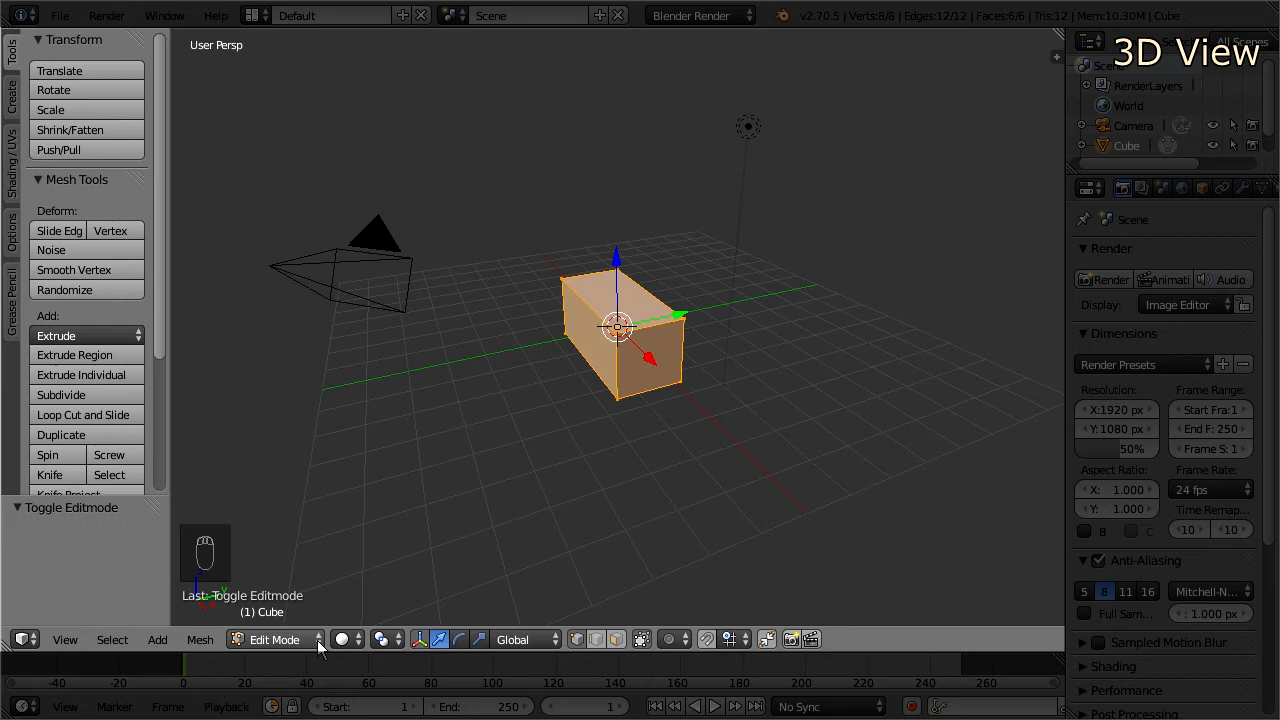 File Render Window Help Default Scene Blender Render v2.70.5 | Verts:8/8 | Edges:12/12 | Faces:6/6 | Tris:12 | Mem:10.30M | Cube
3D View
All Scenes
Tools
Create
Shading / UVs
Options
Grease Pencil
Transform
Translate
Rotate
Scale
Shrink/Fatten
Push/Pull
Mesh Tools
Deform:
Slide Edg Vertex
Noise
Smooth Vertex
Randomize
Add:
Extrude
Extrude Region
Extrude Individual
Subdivide
Loop Cut and Slide
Duplicate
Spin Screw
Knife Select
Knife Project
Toggle Editmode
User Persp
Last: Toggle Editmode
(1) Cube
View Select Add Mesh Edit Mode Global
-40 -20 0 20 40 60 80 100 120 140 160 180 200 220 240 260
View Marker Frame Playback Start: 1 End: 250 1 No Sync
Scene
RenderLayers
World
Camera
Cube
Scene
Render
Render Animati Audio
Display: Image Editor
Dimensions
Render Presets
Resolution: Frame Range:
X:1920 px Start Fra:1
Y: 1080 px End F: 250
50% Frame S: 1
Aspect Ratio: Frame Rate:
X: 1.000 24 fps
Y: 1.000 Time Remap...
B C 10 10
Anti-Aliasing
5 8 11 16 Mitchell-N...
Full Sam... : 1.000 px
Sampled Motion Blur
Shading
Performance
Post Processing